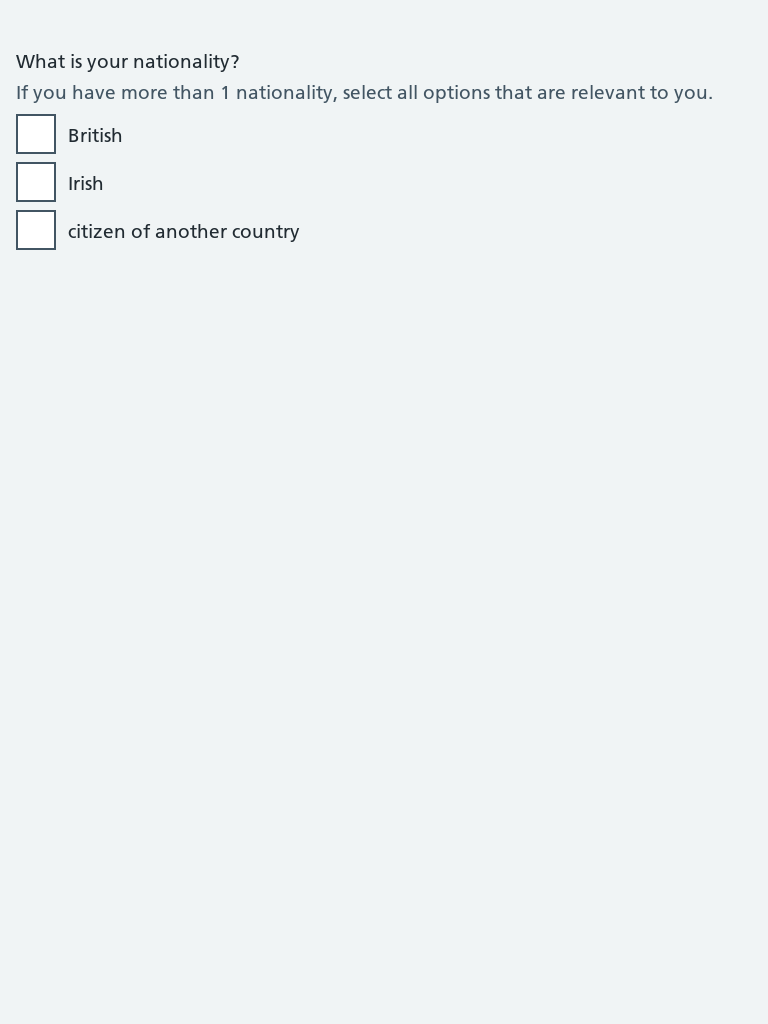 What is your nationality?
If you have more than 1 nationality, select all options that are relevant to you.
British
Irish
citizen of another country